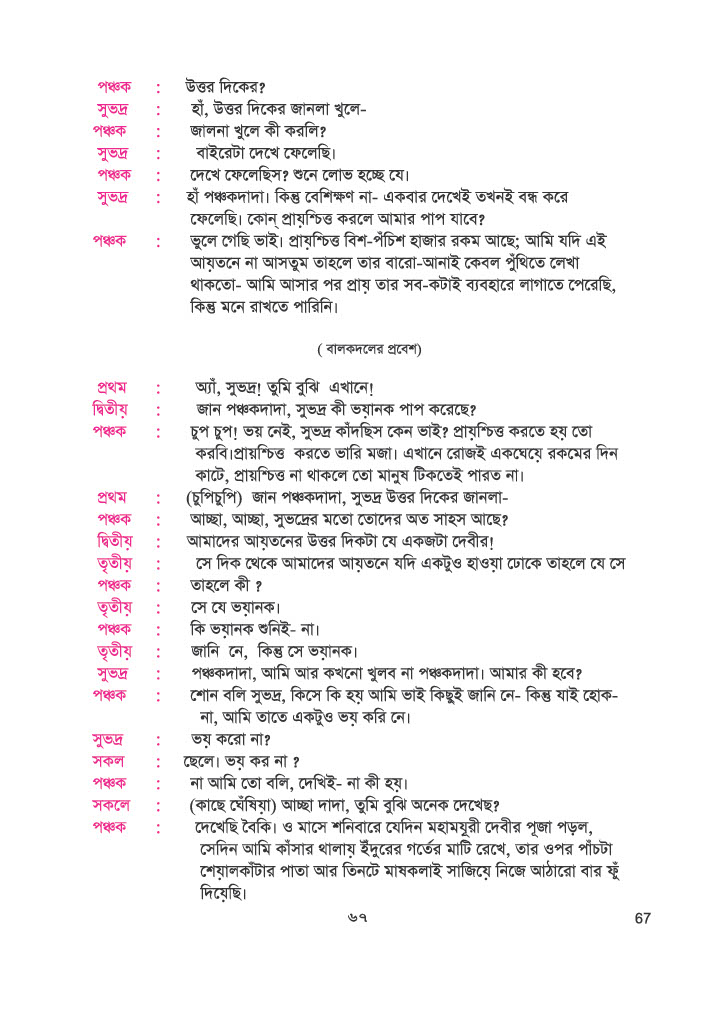 পঞ্চক : উত্তর দিকের?
সুভদ্র : হাঁ, উত্তর দিকের জানলা খুলে-
পঞ্চক : জালনা খুলে কী করলি?
সুভদ্র : বাইরেটা দেখে ফেলেছি।
পঞ্চক : দেখে ফেলেছিস? শুনে লোভ হচ্ছে যে।
সুভদ্র : হাঁ পঞ্চকদাদা। কিন্তু বেশিক্ষণ না- একবার দেখেই তখনই বন্ধ করে
ফেলেছি। কোন্ প্রায়শ্চিত্ত করলে আমার পাপ যাবে?
পঞ্চক : ভুলে গেছি ভাই। প্রায়শ্চিত্ত বিশ-পঁচিশ হাজার রকম আছে; আমি যদি এই
আয়তনে না আসতুম তাহলে তার বারো-আনাই কেবল পুঁথিতে লেখা
থাকতো- আমি আসার পর প্রায় তার সব-কটাই ব্যবহারে লাগাতে পেরেছি,
কিন্তু মনে রাখতে পারিনি।
( বালকদলের প্রবেশ)
প্রথম : অ্যাঁ, সুভদ্র! তুমি বুঝি এখানে!
দ্বিতীয় : জান পঞ্চকদাদা, সুভদ্র কী ভয়ানক পাপ করেছে?
পঞ্চক : চুপ চুপ! ভয় নেই, সুভদ্র কাঁদছিস কেন ভাই? প্রায়শ্চিত্ত করতে হয় তো
করবি।প্রায়শ্চিত্ত করতে ভারি মজা। এখানে রোজই একঘেয়ে রকমের দিন
কাটে, প্রায়শ্চিত্ত না থাকলে তো মানুষ টিকতেই পারত না।
প্রথম : (চুপিচুপি) জান পঞ্চকদাদা, সুভদ্র উত্তর দিকের জানলা-
পঞ্চক : আচ্ছা, আচ্ছা, সুভদ্রের মতো তোদের অত সাহস আছে?
দ্বিতীয় : আমাদের আয়তনের উত্তর দিকটা যে একজটা দেবীর!
তৃতীয় : সে দিক থেকে আমাদের আয়তনে যদি একটুও হাওয়া ঢোকে তাহলে যে সে
পঞ্চক : তাহলে কী ?
তৃতীয় : সে যে ভয়ানক।
পঞ্চক : কি ভয়ানক শুনিই- না।
তৃতীয় : জানি নে, কিন্তু সে ভয়ানক।
সুভদ্র : পঞ্চকদাদা, আমি আর কখনো খুলব না পঞ্চকদাদা। আমার কী হবে?
পঞ্চক : শোন বলি সুভদ্র, কিসে কি হয় আমি ভাই কিছুই জানি নে- কিন্তু যাই হোক-
না, আমি তাতে একটুও ভয় করি নে।
সুভদ্র : ভয় করো না?
সকল : ছেলে। ভয় কর না ?
পঞ্চক : না আমি তো বলি, দেখিই- না কী হয়।
সকলে : (কাছে ঘেঁষিয়া) আচ্ছা দাদা, তুমি বুঝি অনেক দেখেছ?
পঞ্চক : দেখেছি বৈকি। ও মাসে শনিবারে যেদিন মহাময়ূরী দেবীর পূজা পড়ল,
সেদিন আমি কাঁসার থালায় ইঁদুরের গর্তের মাটি রেখে, তার ওপর পাঁচটা
শেয়ালকাঁটার পাতা আর তিনটে মাষকলাই সাজিয়ে নিজে আঠারো বার ফুঁ
দিয়েছি।
৬৭ 67